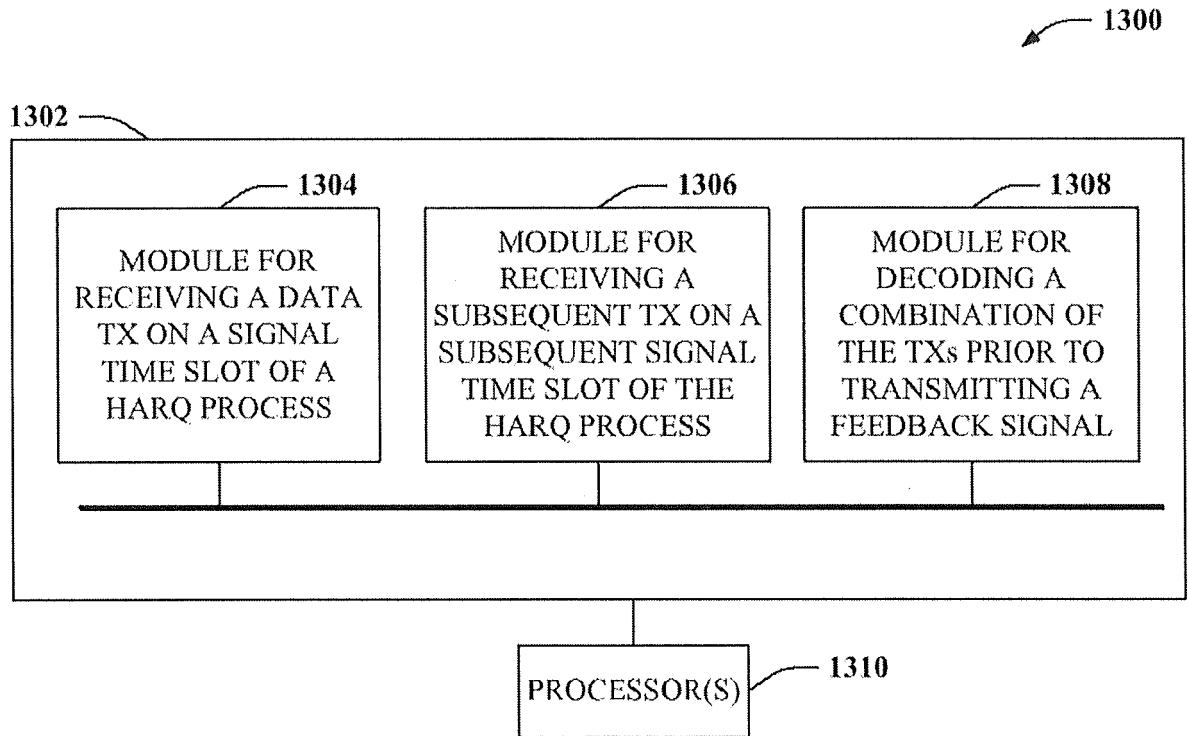 1300
1302
1304
1306
1308
MODULE FOR
RECEIVING A DATA
TX ON A SIGNAL
TIME SLOT OF A
HARQ PROCESS
MODULE FOR
RECEIVING A
SUBSEQUENT TX ON A
SUBSEQUENT SIGNAL
TIME SLOT OF THE
HARQ PROCESS
MODULE FOR
DECODING A
COMBINATION OF
THE TXs PRIOR TO
TRANSMITTING A
FEEDBACK SIGNAL
PROCESSOR(S)
1310